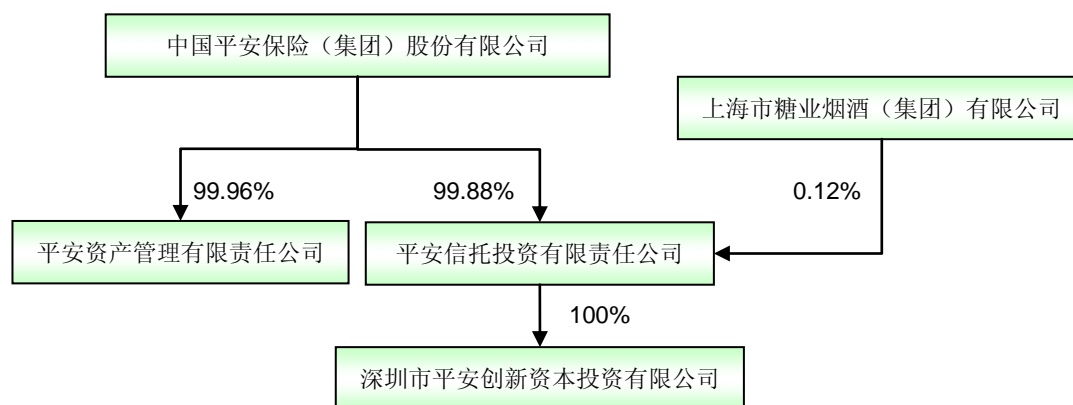 中国平安保险（集团）股份有限公司
上海市糖业烟酒（集团）有限公司
99.96%
99.88%
0.12%
平安资产管理有限责任公司
平安信托投资有限责任公司
100%
深圳市平安创新资本投资有限公司